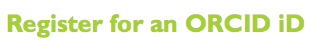 Register for an ORCID iD